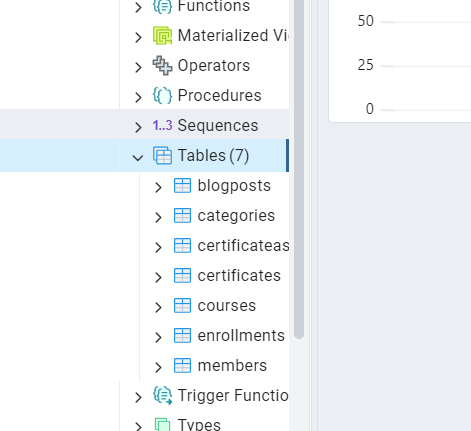 Functions
Materialized Vi
Operators
Procedures
1..3 Sequences
Tables (7)
blogposts
categories
certificateas
certificates
courses
enrollments
members
Trigger Functio
Types
50
25
0